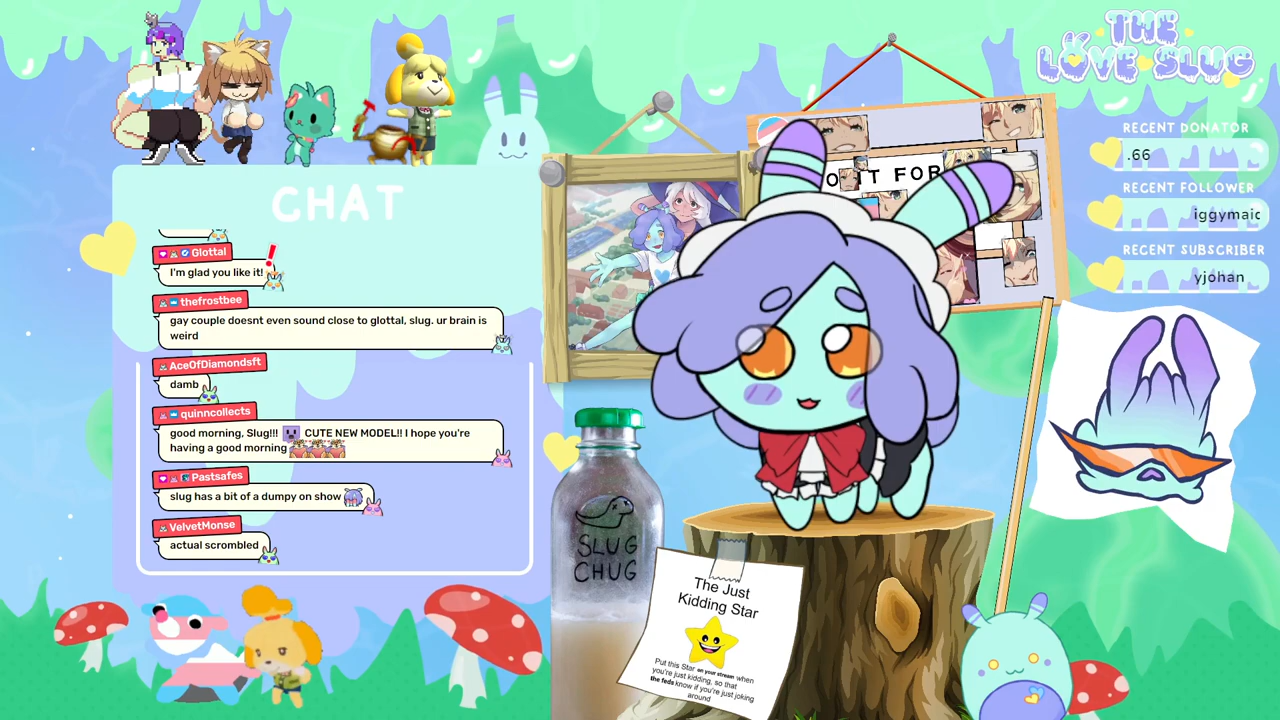 THE
LOVE SLUG
RECENT DONATOR
.66
RECENT FOLLOWER
iggymaic
RECENT SUBSCRIBER
yjohan
CHAT
Glottal
I'm glad you like it!
thefrostbee
gay couple doesnt even sound close to glottal, slug. ur brain is
weird
AceOfDiamondsft
damb
quinncollects
good morning, Slug!!! CUTE NEW MODEL!! I hope you're
having a good morning
Pastsafes
slug has a bit of a dumpy on show
VelvetMonse
actual scrombled
IT FOR
SLUG
CHUG
The Just
Kidding Star
Put this Star on your stream when
you're just kidding, so that
the feds know if you're just joking
around